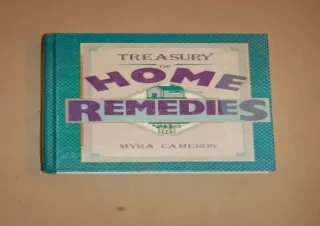 TREASURY
OF
HOME
REMEDIES
MYRA CAMERON